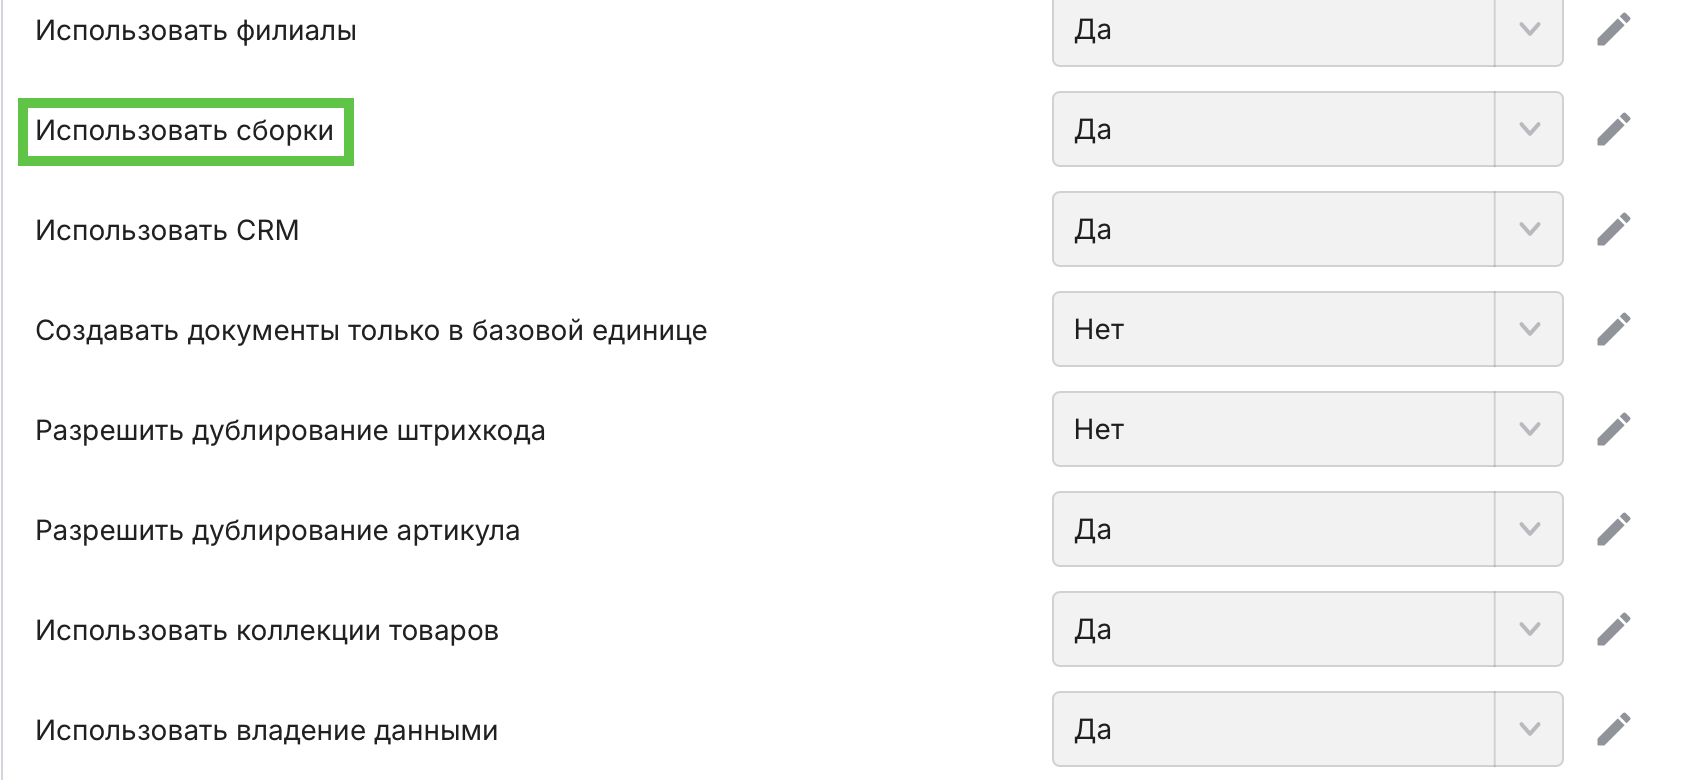 Использовать филиалы Да
Использовать сборки Да
Использовать CRM Да
Создавать документы только в базовой единице Нет
Разрешить дублирование штрихкода Нет
Разрешить дублирование артикула Да
Использовать коллекции товаров Да
Использовать владение данными Да